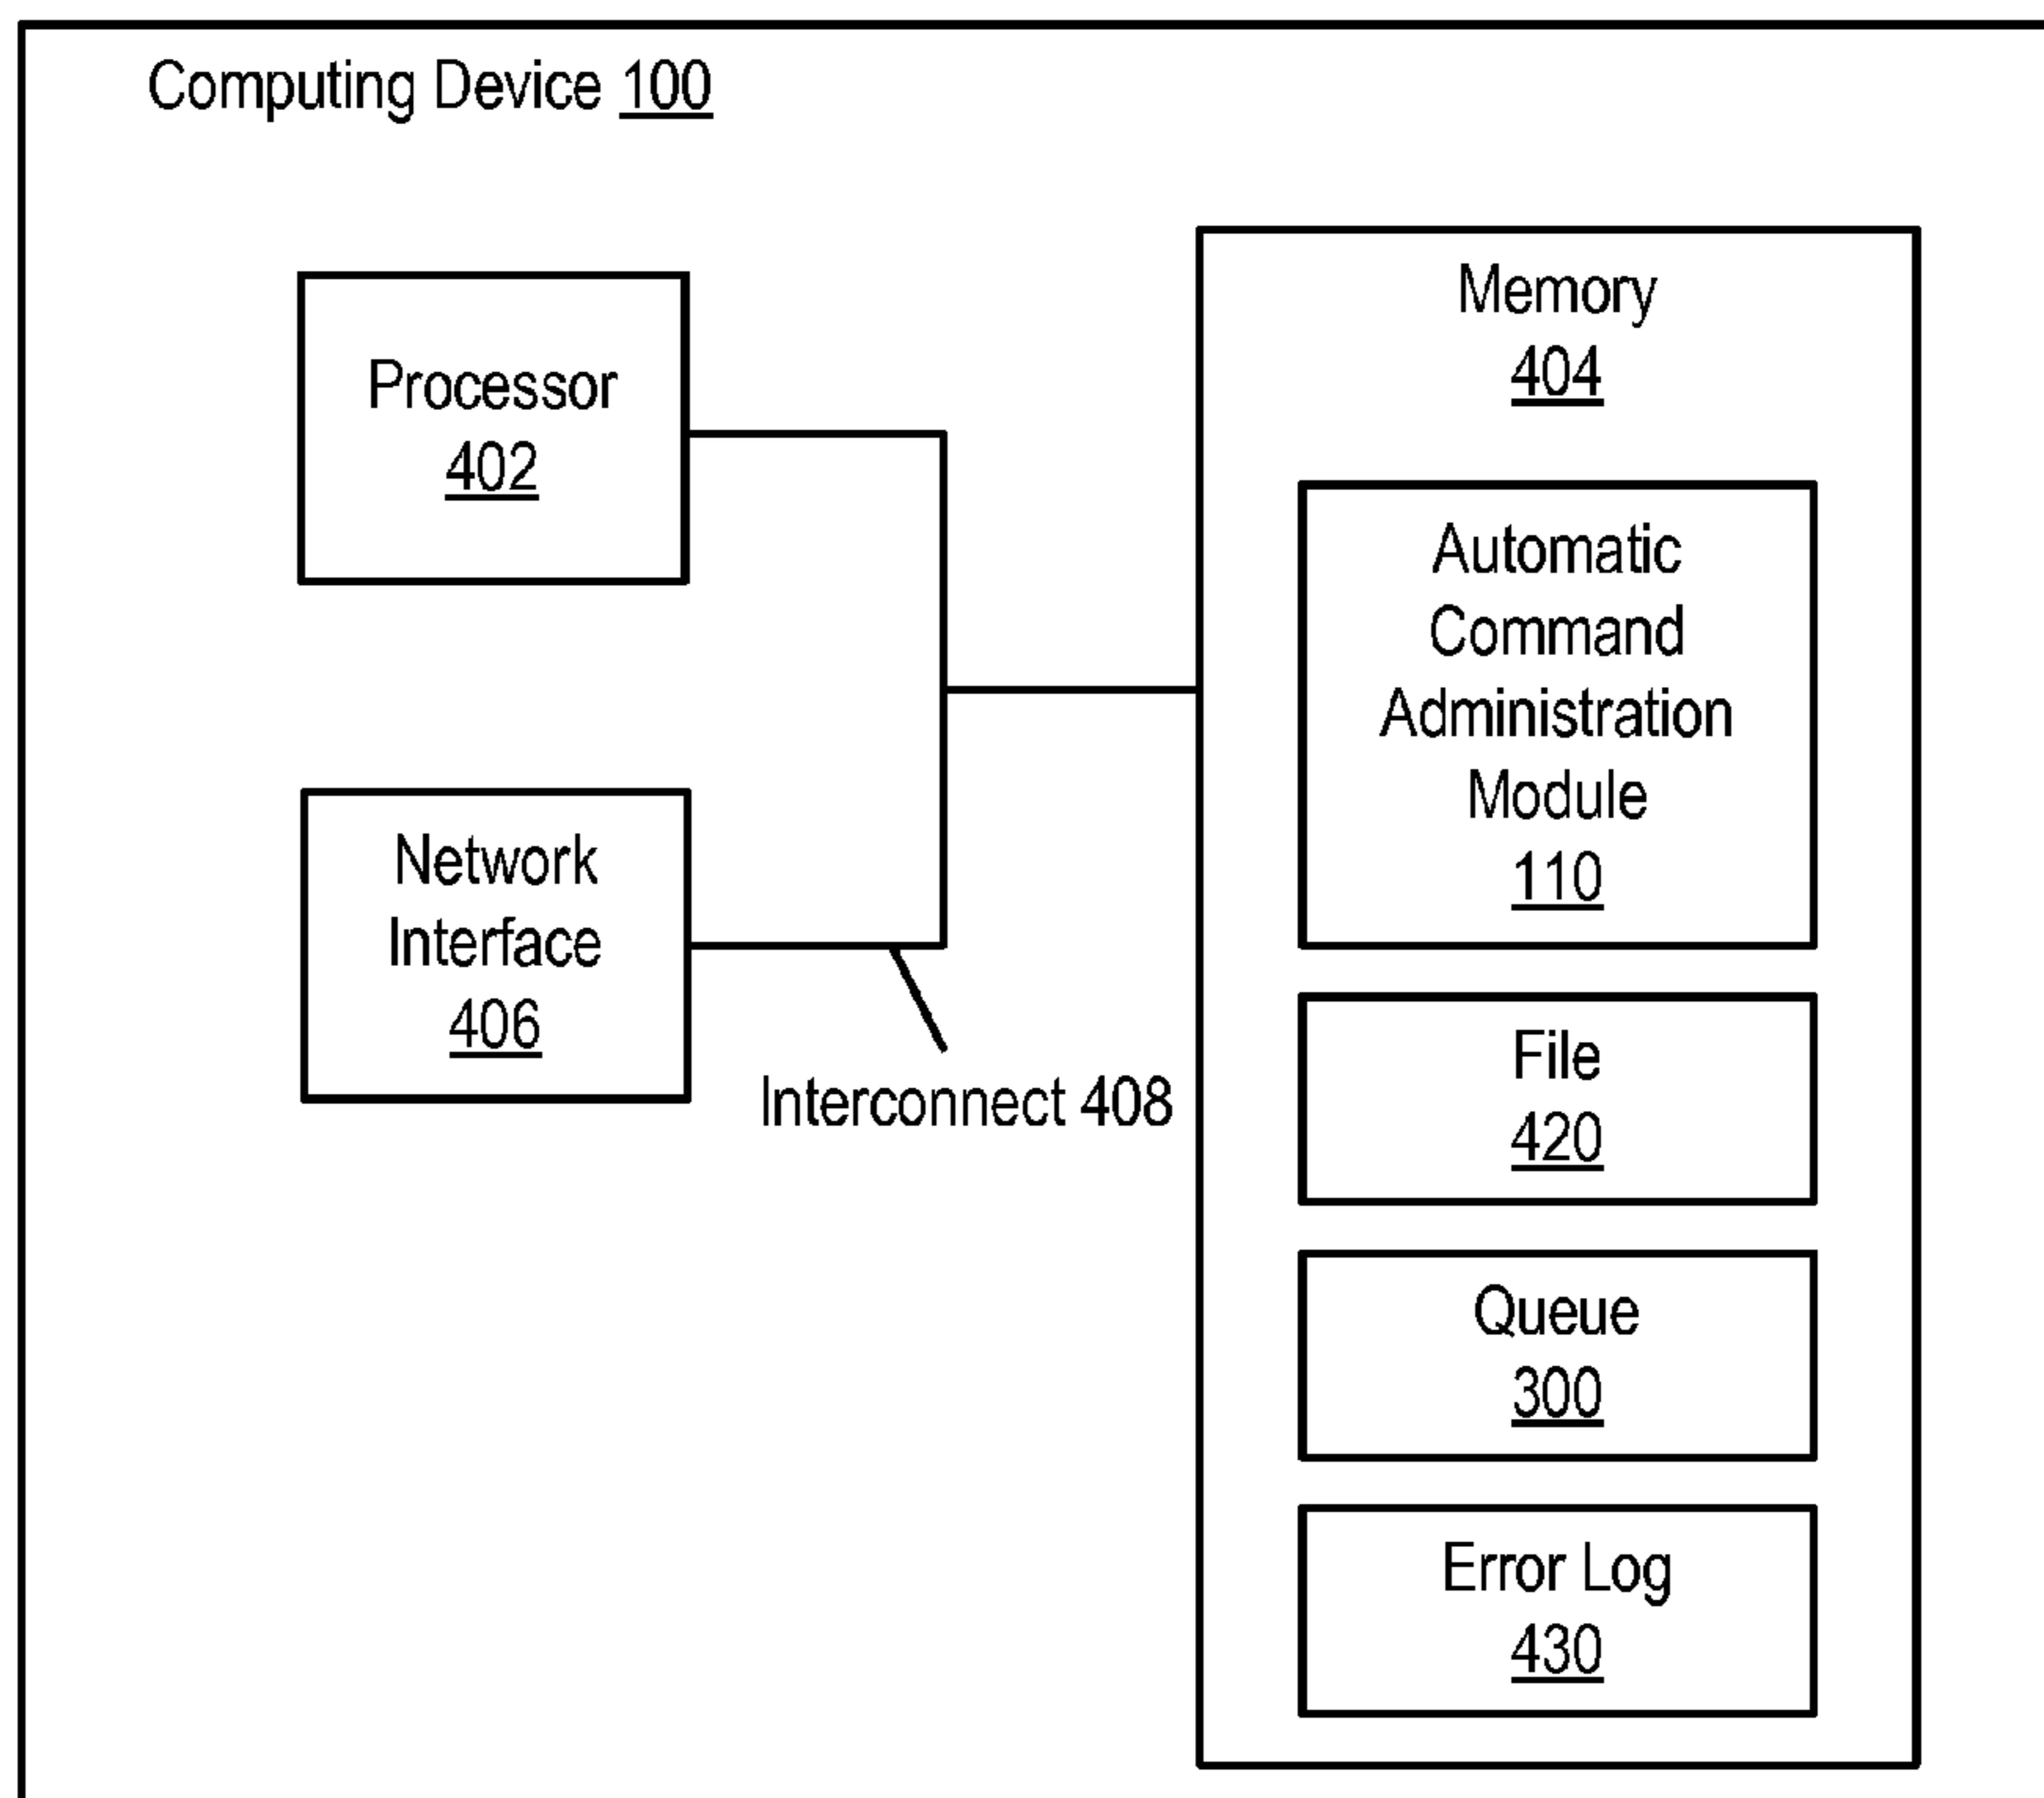 Computing Device 100
Processor
402
Network
Interface
406
Interconnect 408
Memory
404
Automatic
Command
Administration
Module
110
File
420
Queue
300
Error Log
430